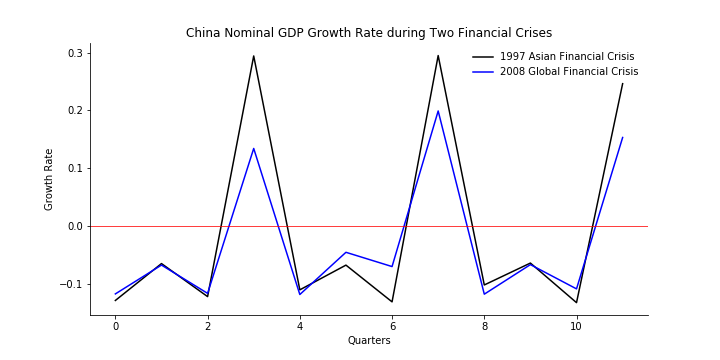 China Nominal GDP Growth Rate during Two Financial Crises
1997 Asian Financial Crisis
2008 Global Financial Crisis
Growth Rate
0.3
0.2
0.1
0.0
−0.1
0 2 4 6 8 10
Quarters